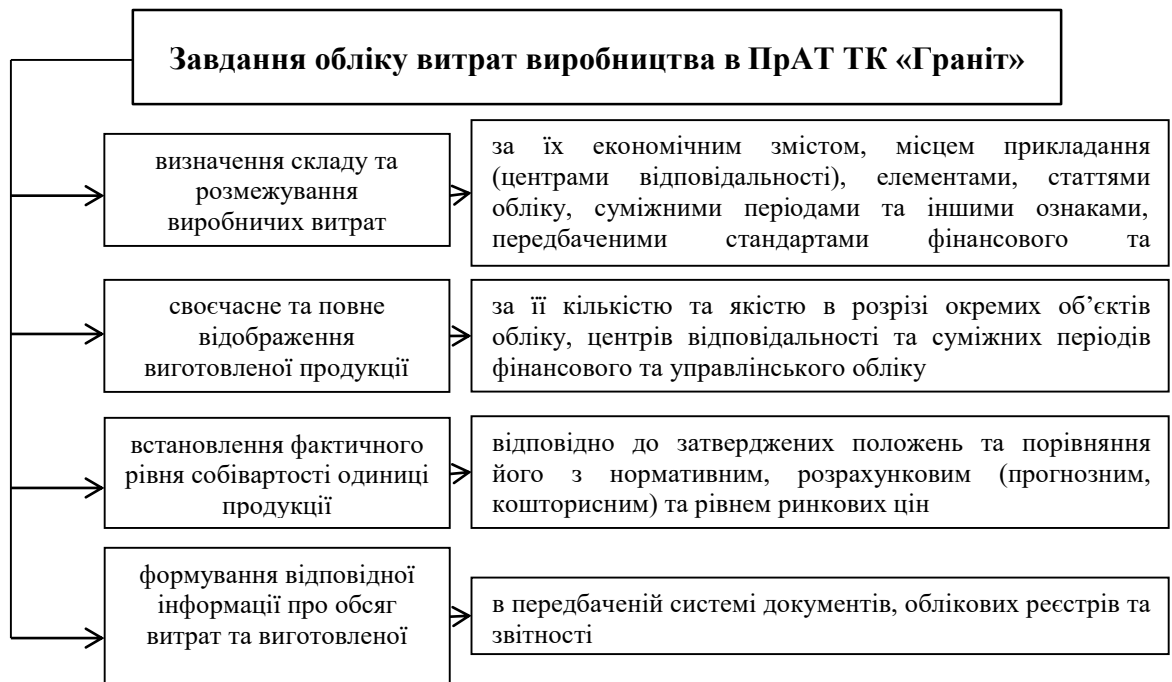 Завдання обліку витрат виробництва в ПрАТ ТК «Граніт»
визначення складу та
розмежування
виробничих витрат
за їх економічним змістом, місцем прикладання
(центрами відповідальності), елементами, статтями
обліку, суміжними періодами та іншими ознаками,
передбаченими стандартами фінансового та
своєчасне та повне
відображення
виготовленої продукції
за її кількістю та якістю в розрізі окремих об’єктів
обліку, центрів відповідальності та суміжних періодів
фінансового та управлінського обліку
встановлення фактичного
рівня собівартості одиниці
продукції
відповідно до затверджених положень та порівняння
його з нормативним, розрахунковим (прогнозним,
кошторисним) та рівнем ринкових цін
формування відповідної
інформації про обсяг
витрат та виготовленої
в передбаченій системі документів, облікових реєстрів та
звітності